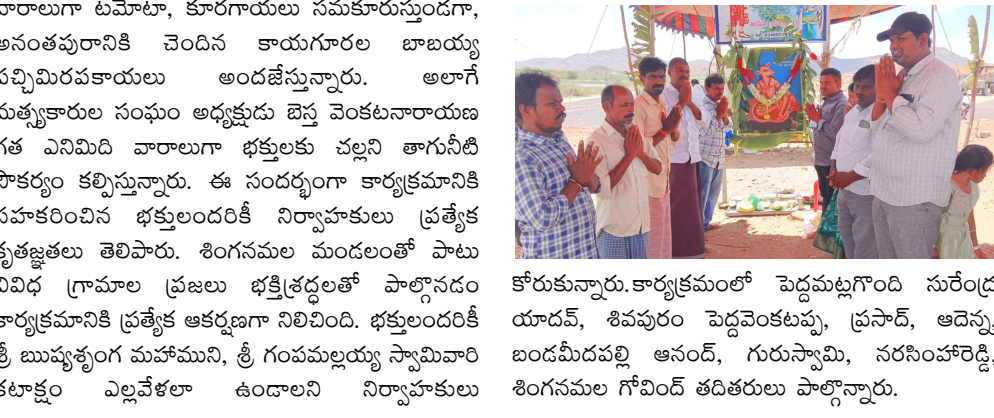 వారాలుగా టమోటా, కూరగాయలు సమకూరుస్తుండగా,
అనంతపురానికి చెందిన కాయగూరల బాబయ్య
పచ్చిమిరపకాయలు అందజేస్తున్నారు. అలాగే
మత్స్యకారుల సంఘం అధ్యక్షుడు బెస్త వెంకటనారాయణ
గత ఎనిమిది వారాలుగా భక్తులకు చల్లని తాగునీటి
సౌకర్యం కల్పిస్తున్నారు. ఈ సందర్భంగా కార్యక్రమానికి
సహకరించిన భక్తులందరికీ నిర్వాహకులు ప్రత్యేక
కృతజ్ఞతలు తెలిపారు. శింగనమల మండలంతో పాటు
వివిధ గ్రామాల ప్రజలు భక్తిశ్రద్ధలతో పాల్గొనడం
కార్యక్రమానికి ప్రత్యేక ఆకర్షణగా నిలిచింది. భక్తులందరికీ
శ్రీ ఋష్యశృంగ మహాముని, శ్రీ గంపమల్లయ్య స్వామివారి
కటాక్షం ఎల్లవేళలా ఉండాలని నిర్వాహకులు
కోరుకున్నారు.కార్యక్రమంలో పెద్దమట్లగొంది సురేంద్ర
యాదవ్, శివపురం పెద్దవెంకటప్ప, ప్రసాద్, ఆదెన్న,
బండమీదపల్లి ఆనంద్, గురుస్వామి, నరసింహారెడ్డి,
శింగనమల గోవింద్ తదితరులు పాల్గొన్నారు.